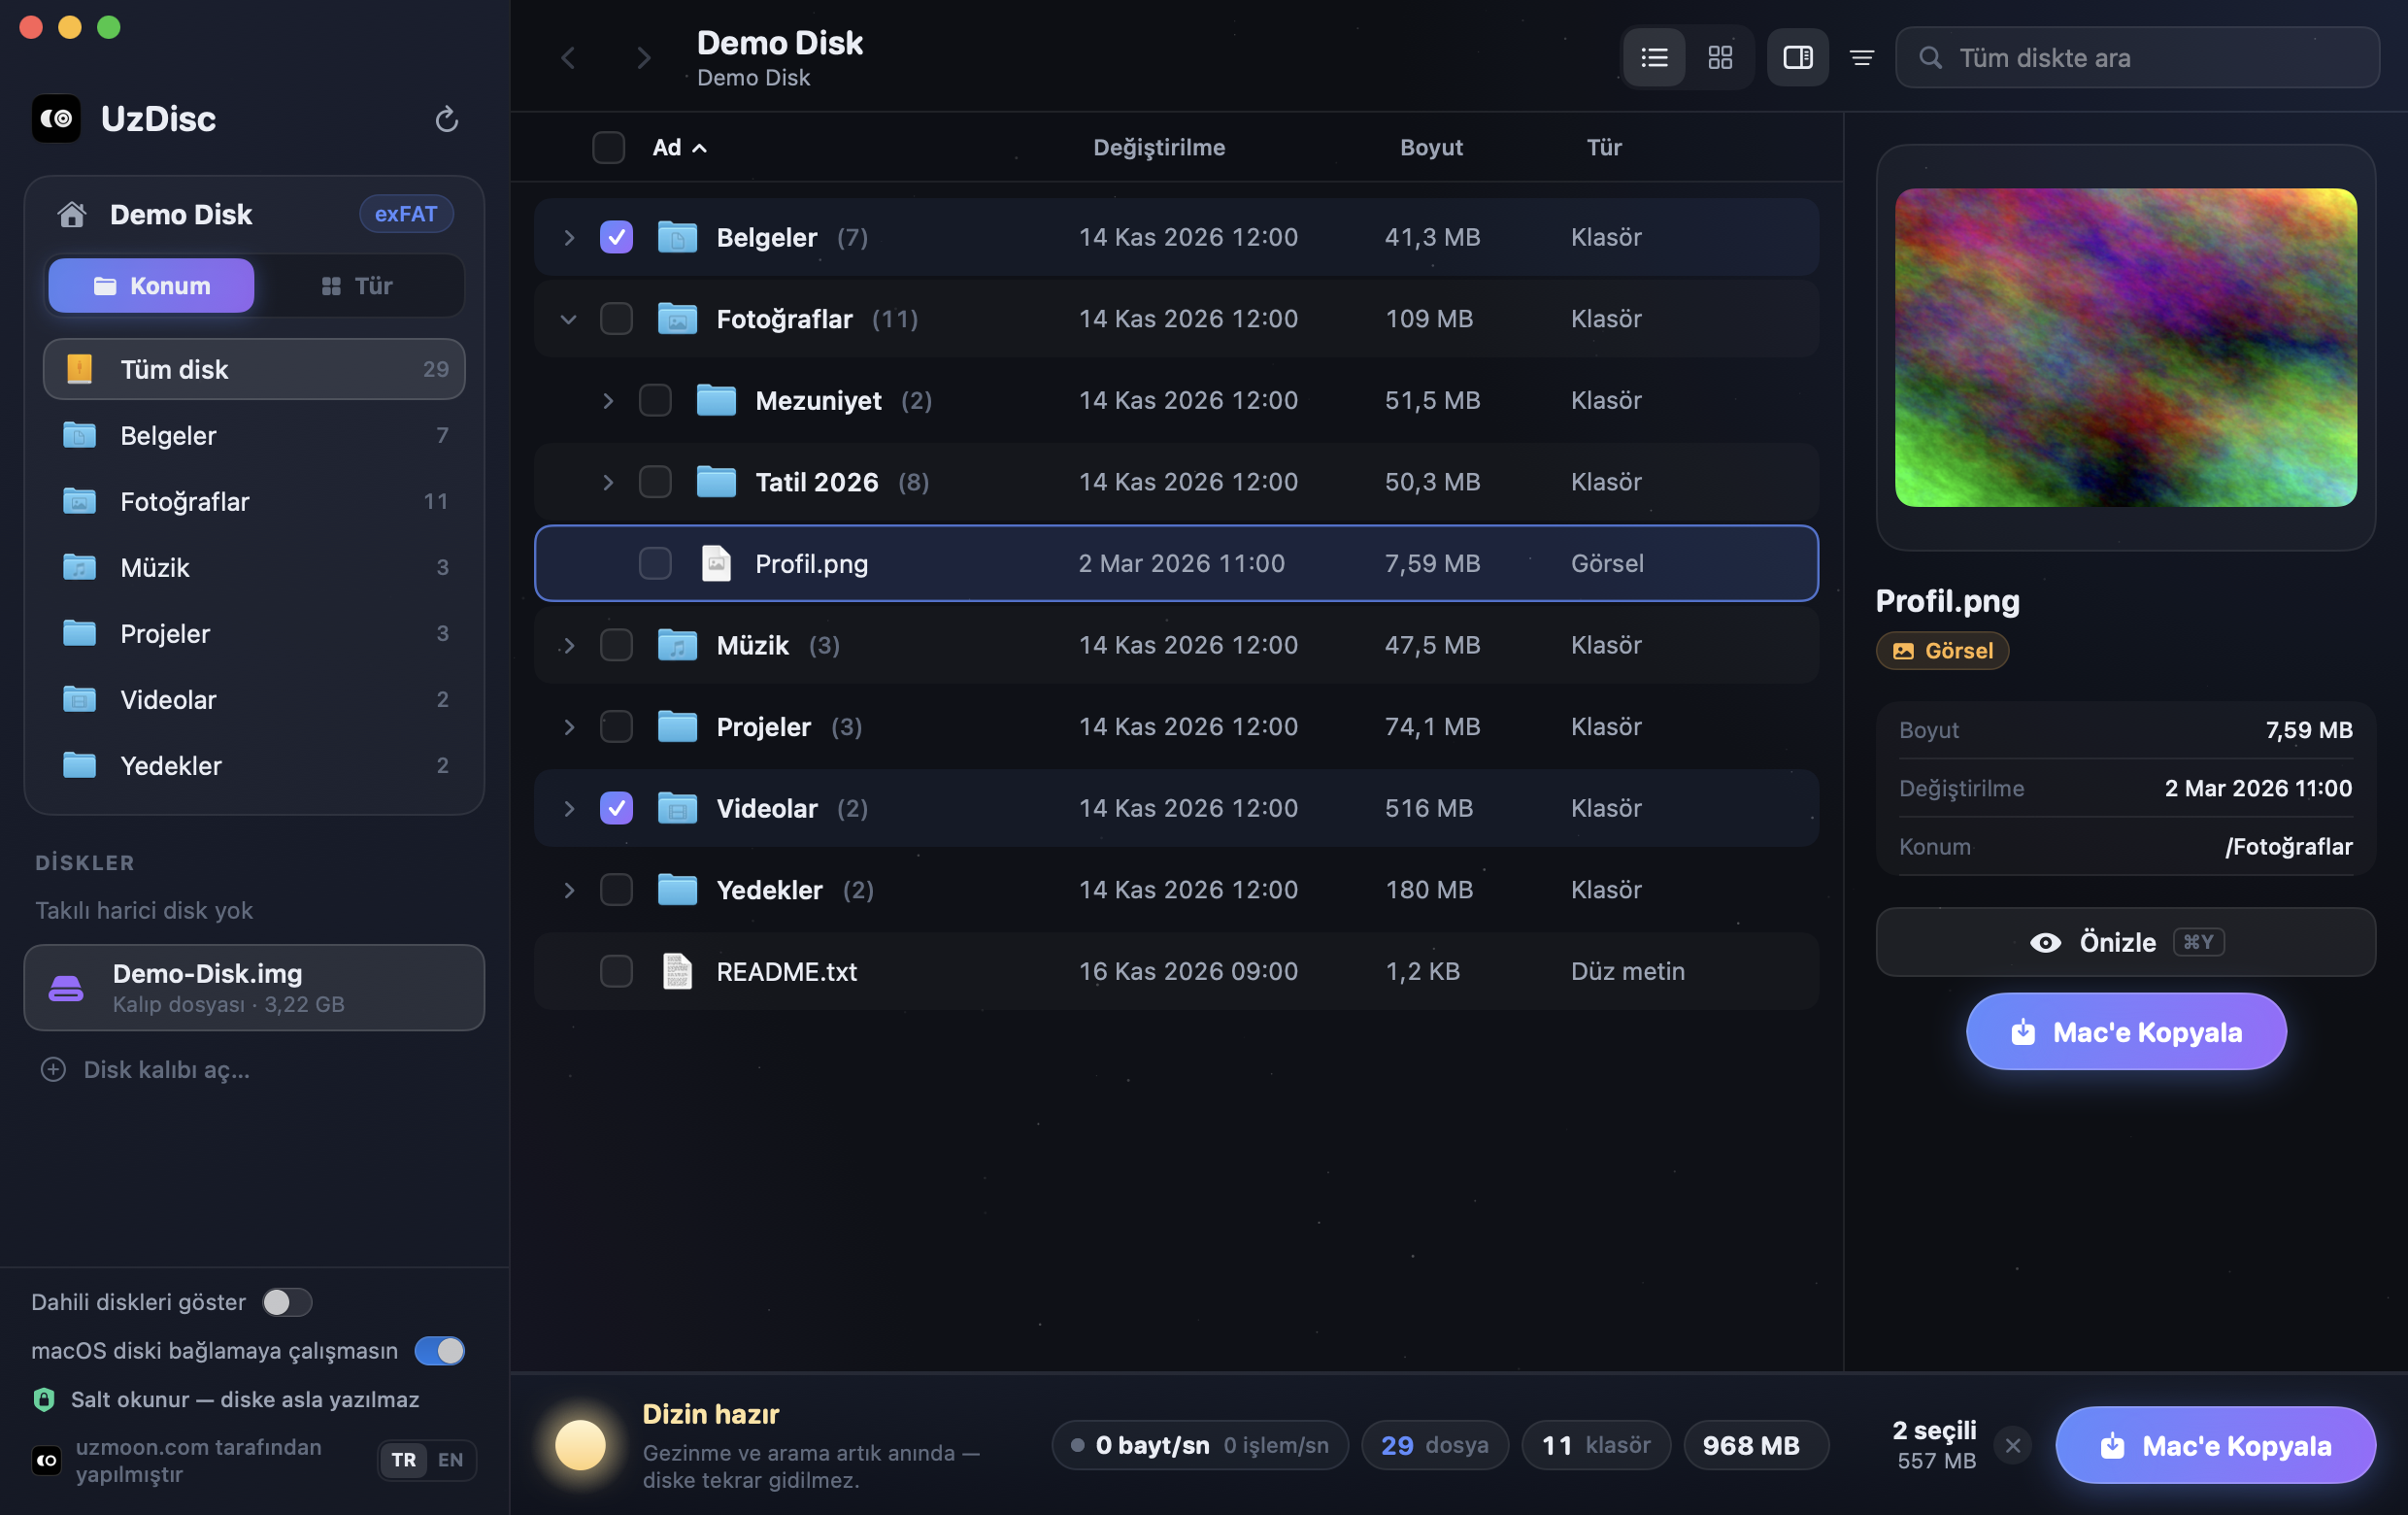 UzDisc
Demo Disk
exFAT
Konum
Tür
Tüm disk 29
Belgeler 7
Fotoğraflar 11
Müzik 3
Projeler 3
Videolar 2
Yedekler 2
DİSKLER
Takılı harici disk yok
Demo-Disk.img
Kalıp dosyası · 3,22 GB
Disk kalıbı aç...
Dahili diskleri göster
macOS diski bağlamaya çalışmasın
Salt okunur — diske asla yazılmaz
uzmoon.com tarafından
yapılmıştır
TR EN
Demo Disk
Demo Disk
Tüm diskte ara
Ad Değiştirilme Boyut Tür
Belgeler (7) 14 Kas 2026 12:00 41,3 MB Klasör
Fotoğraflar (11) 14 Kas 2026 12:00 109 MB Klasör
Mezuniyet (2) 14 Kas 2026 12:00 51,5 MB Klasör
Tatil 2026 (8) 14 Kas 2026 12:00 50,3 MB Klasör
Profil.png 2 Mar 2026 11:00 7,59 MB Görsel
Müzik (3) 14 Kas 2026 12:00 47,5 MB Klasör
Projeler (3) 14 Kas 2026 12:00 74,1 MB Klasör
Videolar (2) 14 Kas 2026 12:00 516 MB Klasör
Yedekler (2) 14 Kas 2026 12:00 180 MB Klasör
README.txt 16 Kas 2026 09:00 1,2 KB Düz metin
Profil.png
Görsel
Boyut 7,59 MB
Değiştirilme 2 Mar 2026 11:00
Konum /Fotoğraflar
Önizle ⌘Y
Mac'e Kopyala
Dizin hazır
Gezinme ve arama artık anında —
diske tekrar gidilmez.
0 bayt/sn 0 işlem/sn
29 dosya
11 klasör
968 MB
2 seçili
557 MB
Mac'e Kopyala